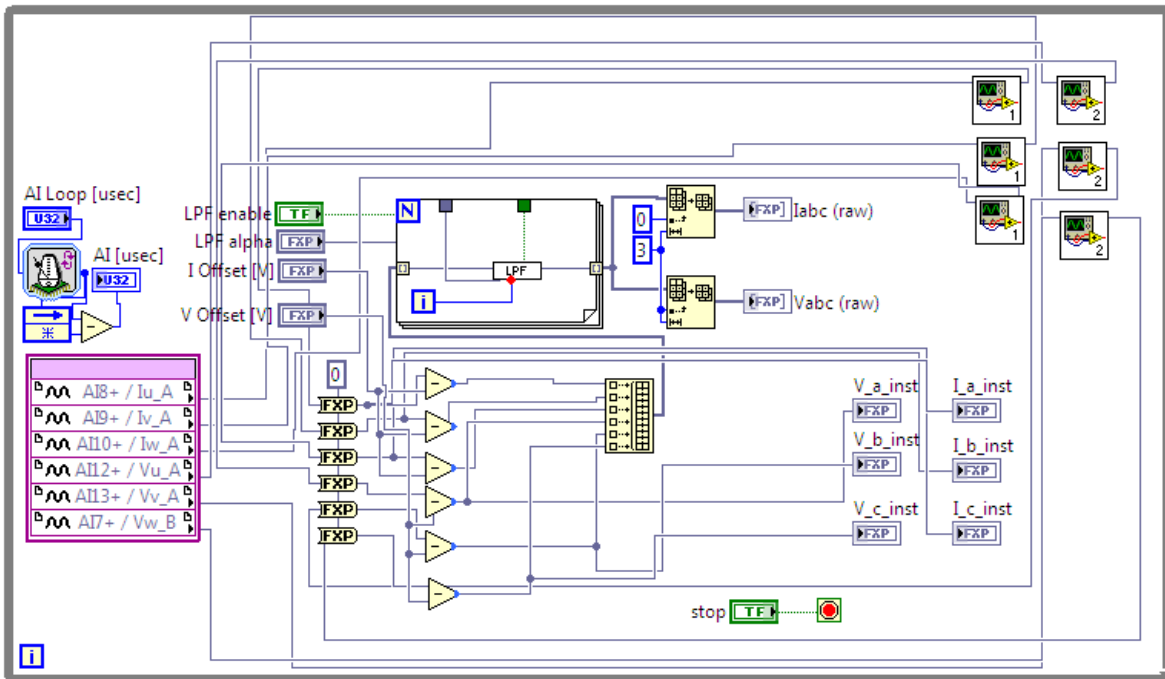 AI Loop [usec]
U32
AI [usec]
U32
LPF enable
TF
LPF alpha
FXP
I Offset [V]
FXP
V Offset [V]
FXP
N
LPF
i
0
3
FXP
Iabc (raw)
FXP
Vabc (raw)
1
2
1
2
1
2
AI8+ / Iu_A
AI9+ / Iv_A
AI10+ / Iw_A
AI12+ / Vu_A
AI13+ / Vv_A
AI7+ / Vw_B
0
FXP
FXP
FXP
FXP
FXP
FXP
V_a_inst
FXP
I_a_inst
FXP
V_b_inst
FXP
I_b_inst
FXP
V_c_inst
FXP
I_c_inst
FXP
stop
TF
i